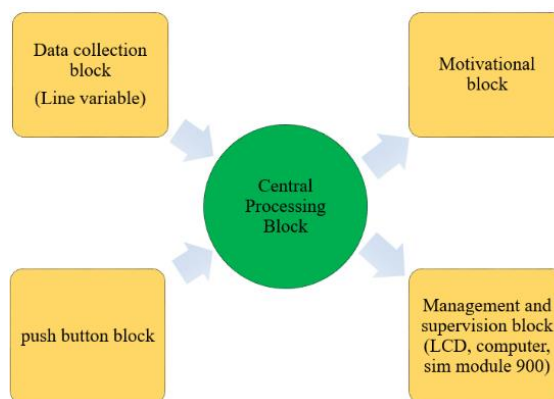 Data collection
block
(Line variable)
Motivational
block
Central
Processing
Block
push button block
Management and
supervision block
(LCD, computer,
sim module 900)